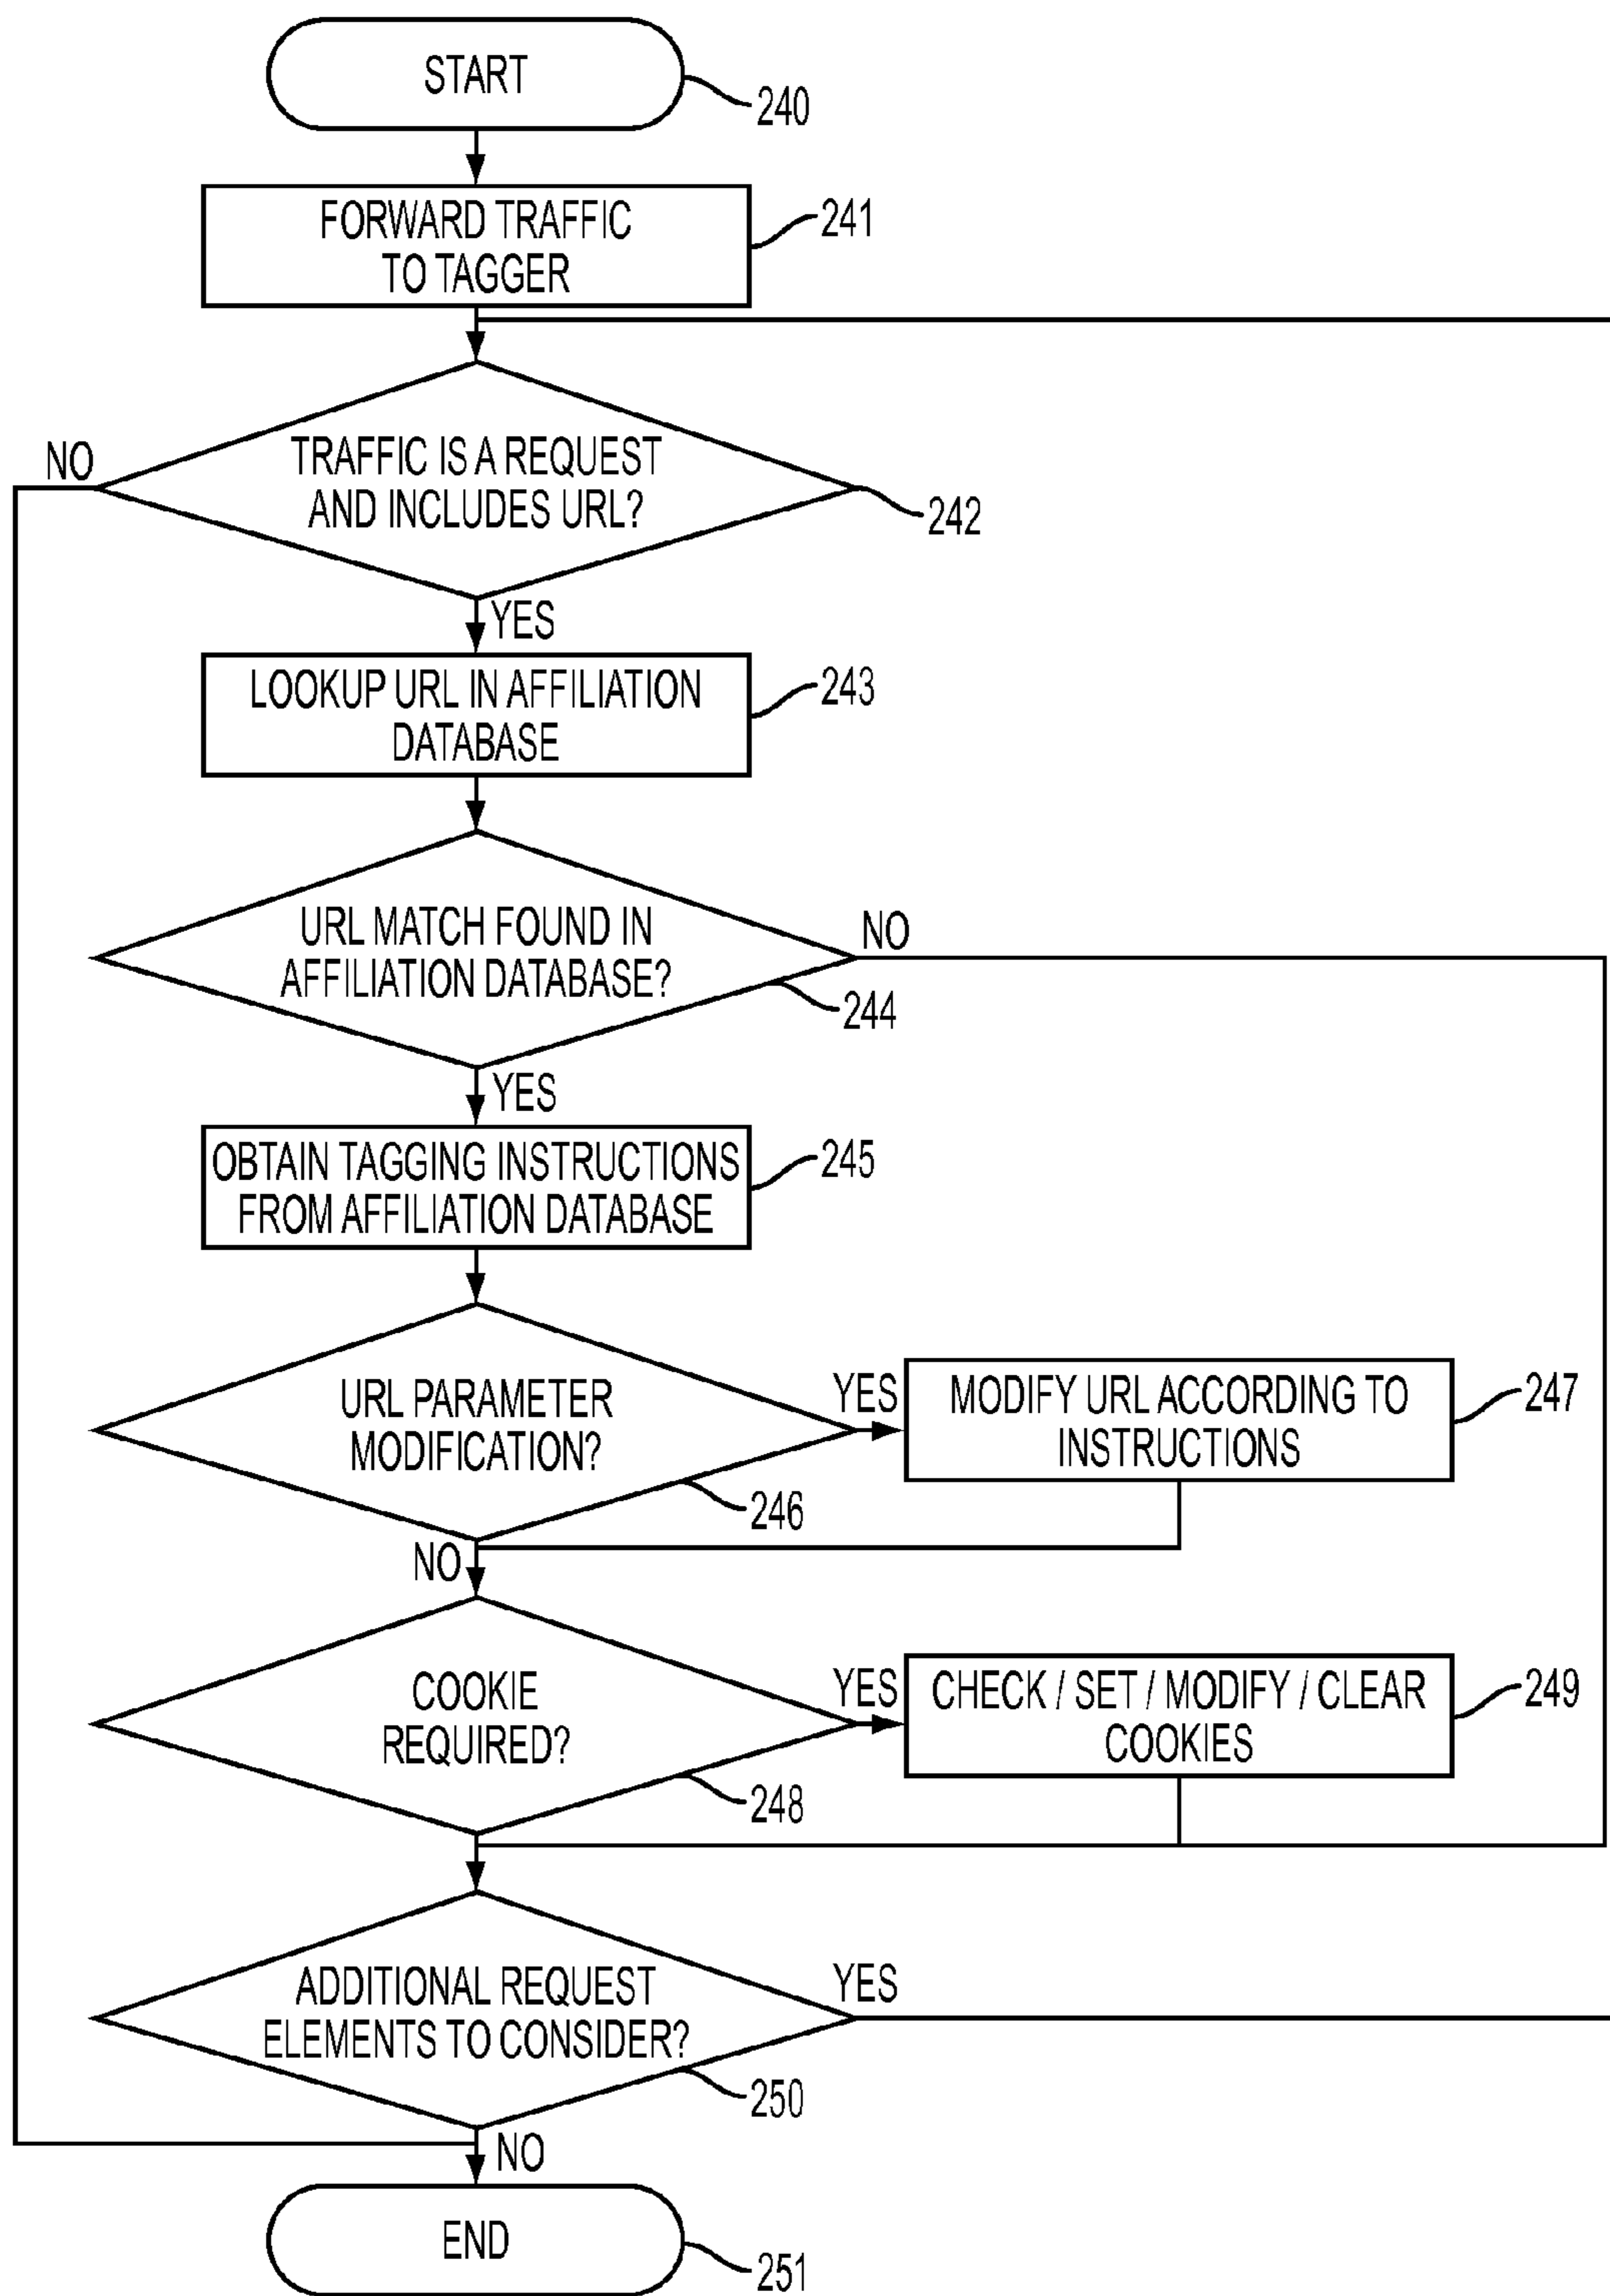 START
240
FORWARD TRAFFIC
TO TAGGER
241
NO
TRAFFIC IS A REQUEST
AND INCLUDES URL?
242
YES
LOOKUP URL IN AFFILIATION
DATABASE
243
URL MATCH FOUND IN
AFFILIATION DATABASE?
NO
244
YES
OBTAIN TAGGING INSTRUCTIONS
FROM AFFILIATION DATABASE
245
URL PARAMETER
MODIFICATION?
YES
246
MODIFY URL ACCORDING TO
INSTRUCTIONS
247
NO
COOKIE
REQUIRED?
YES
248
CHECK / SET / MODIFY / CLEAR
COOKIES
249
ADDITIONAL REQUEST
ELEMENTS TO CONSIDER?
YES
250
NO
END
251